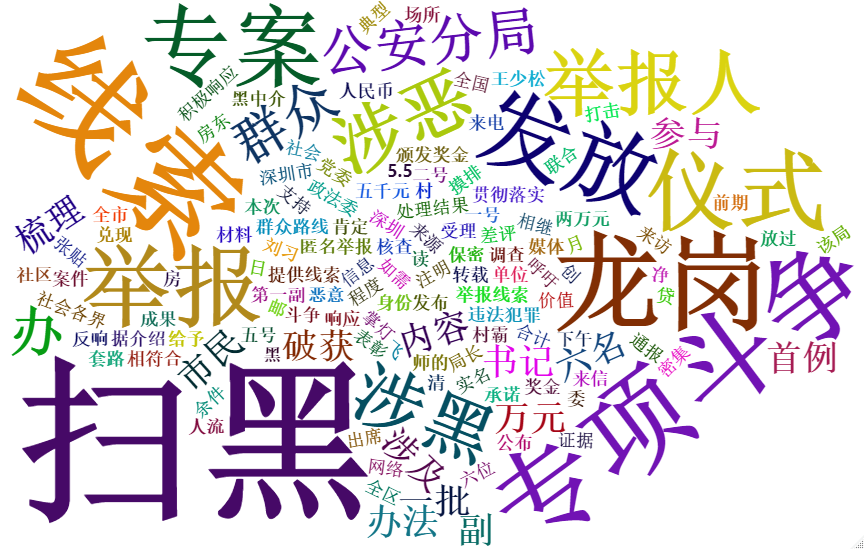 典型
场所
专案
公安分局
线索
积极响应
黑中介
人民币
全国
王少松
举报人
房东
群众
涉恶
来电
打击
参与
发放
仪式
社会
党委
颁发奖金
联合
深圳市
政法委
5.5
二号
摸排
支持
五千元
村
贯彻落实
前期
梳理
全市
本次
处理结果
一号
相继
两万元
来访
放过
该局
兑现
材料
群众路线
肯定
深圳
来源
受理
差评
媒体
月
张贴
刘习
匿名举报
核查
读
保密
调查
龙岗
争
社区
案件
房
举报
日
提供线索
信息
知需
注明
转载
单位
呼吁
创
净
贷
社会各界
第一副
恶意
程度
身份
发布
举报线索
价值
办
成果
邮
斗争
响应
掌灯
违法犯罪
反响
据介绍
给予
五号
表彰
飞
内容
村霸
合计
下午
通报
套路
相符合
市民
黑
破获
师的
局长
书记
六名
密集
首例
扫黑
涉黑
清
实名
来信
余件
承诺
奖金
委
专项斗
人流
出席
涉及
万元
公布
证据
网络
六位
全区
一批
办法
副